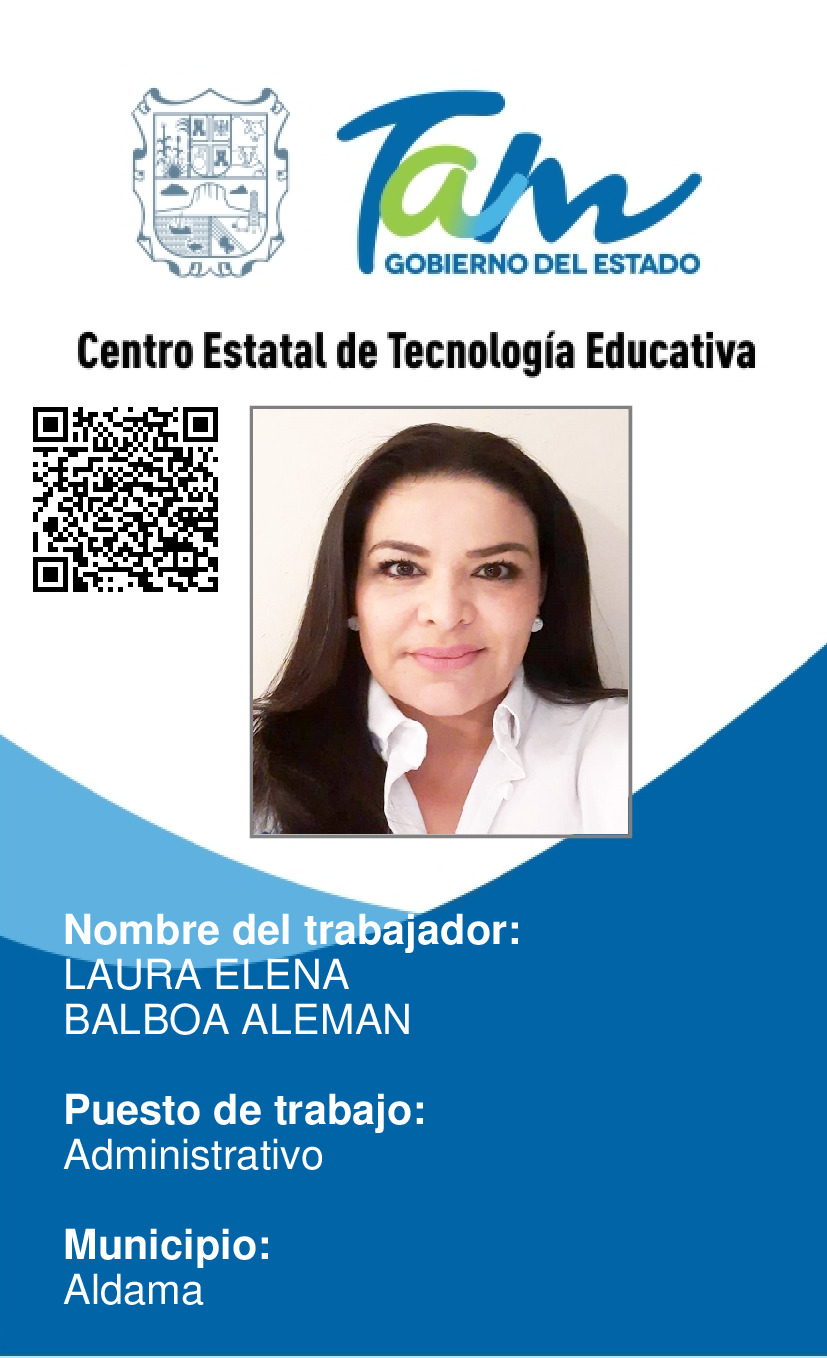 Tam
GOBIERNO DEL ESTADO
Centro Estatal de Tecnología Educativa
Nombre del trabajador:
LAURA ELENA
BALBOA ALEMAN
Puesto de trabajo:
Administrativo
Municipio:
Aldama